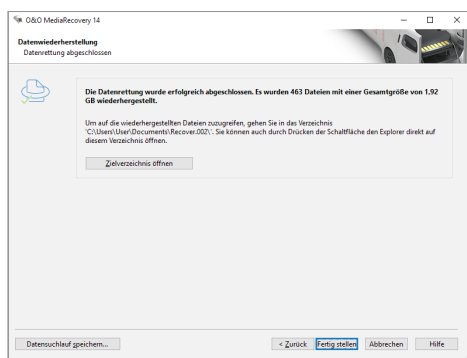 O&O MediaRecovery 14
Datenwiederherstellung
Datenrettung abgeschlossen
Die Datenrettung wurde erfolgreich abgeschlossen. Es wurden 463 Dateien mit einer Gesamtgröße von 1,92
GB wiederhergestellt.
Um auf die wiederhergestellten Dateien zuzugreifen, gehen Sie in das Verzeichnis
'C:\Users\User\Documents\Recover.002\'. Sie können auch durch Drücken der Schaltfläche den Explorer direkt auf
diesem Verzeichnis öffnen.
Zielverzeichnis öffnen
Datensuchlauf speichern... < Zurück Fertig stellen Abbrechen Hilfe